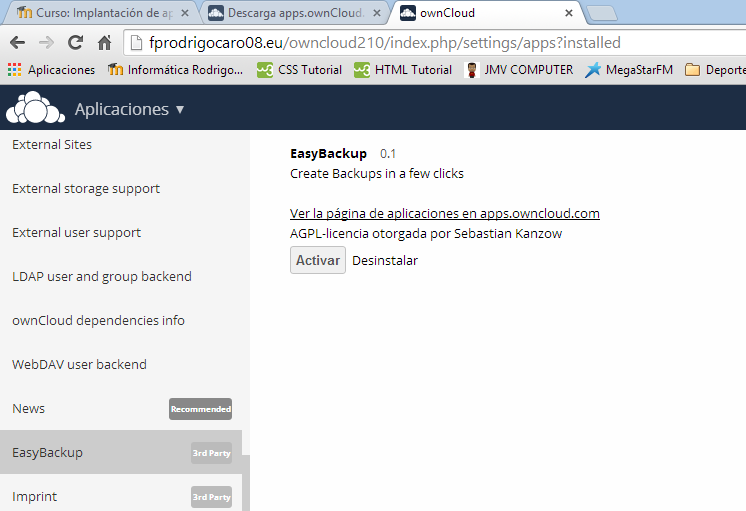 Curso: Implantación de ap
Descarga apps.ownCloud.
ownCloud
fprodrigocaro08.eu/owncloud210/index.php/settings/apps?installed
Aplicaciones
Informática Rodrigo...
CSS Tutorial
HTML Tutorial
JMV COMPUTER
MegaStarFM
Deporte
Aplicaciones
External Sites
External storage support
External user support
LDAP user and group backend
ownCloud dependencies info
WebDAV user backend
News
Recommended
EasyBackup
3rd Party
Imprint
3rd Party
EasyBackup 0.1
Create Backups in a few clicks
Ver la página de aplicaciones en apps.owncloud.com
AGPL-licencia otorgada por Sebastian Kanzow
Activar
Desinstalar